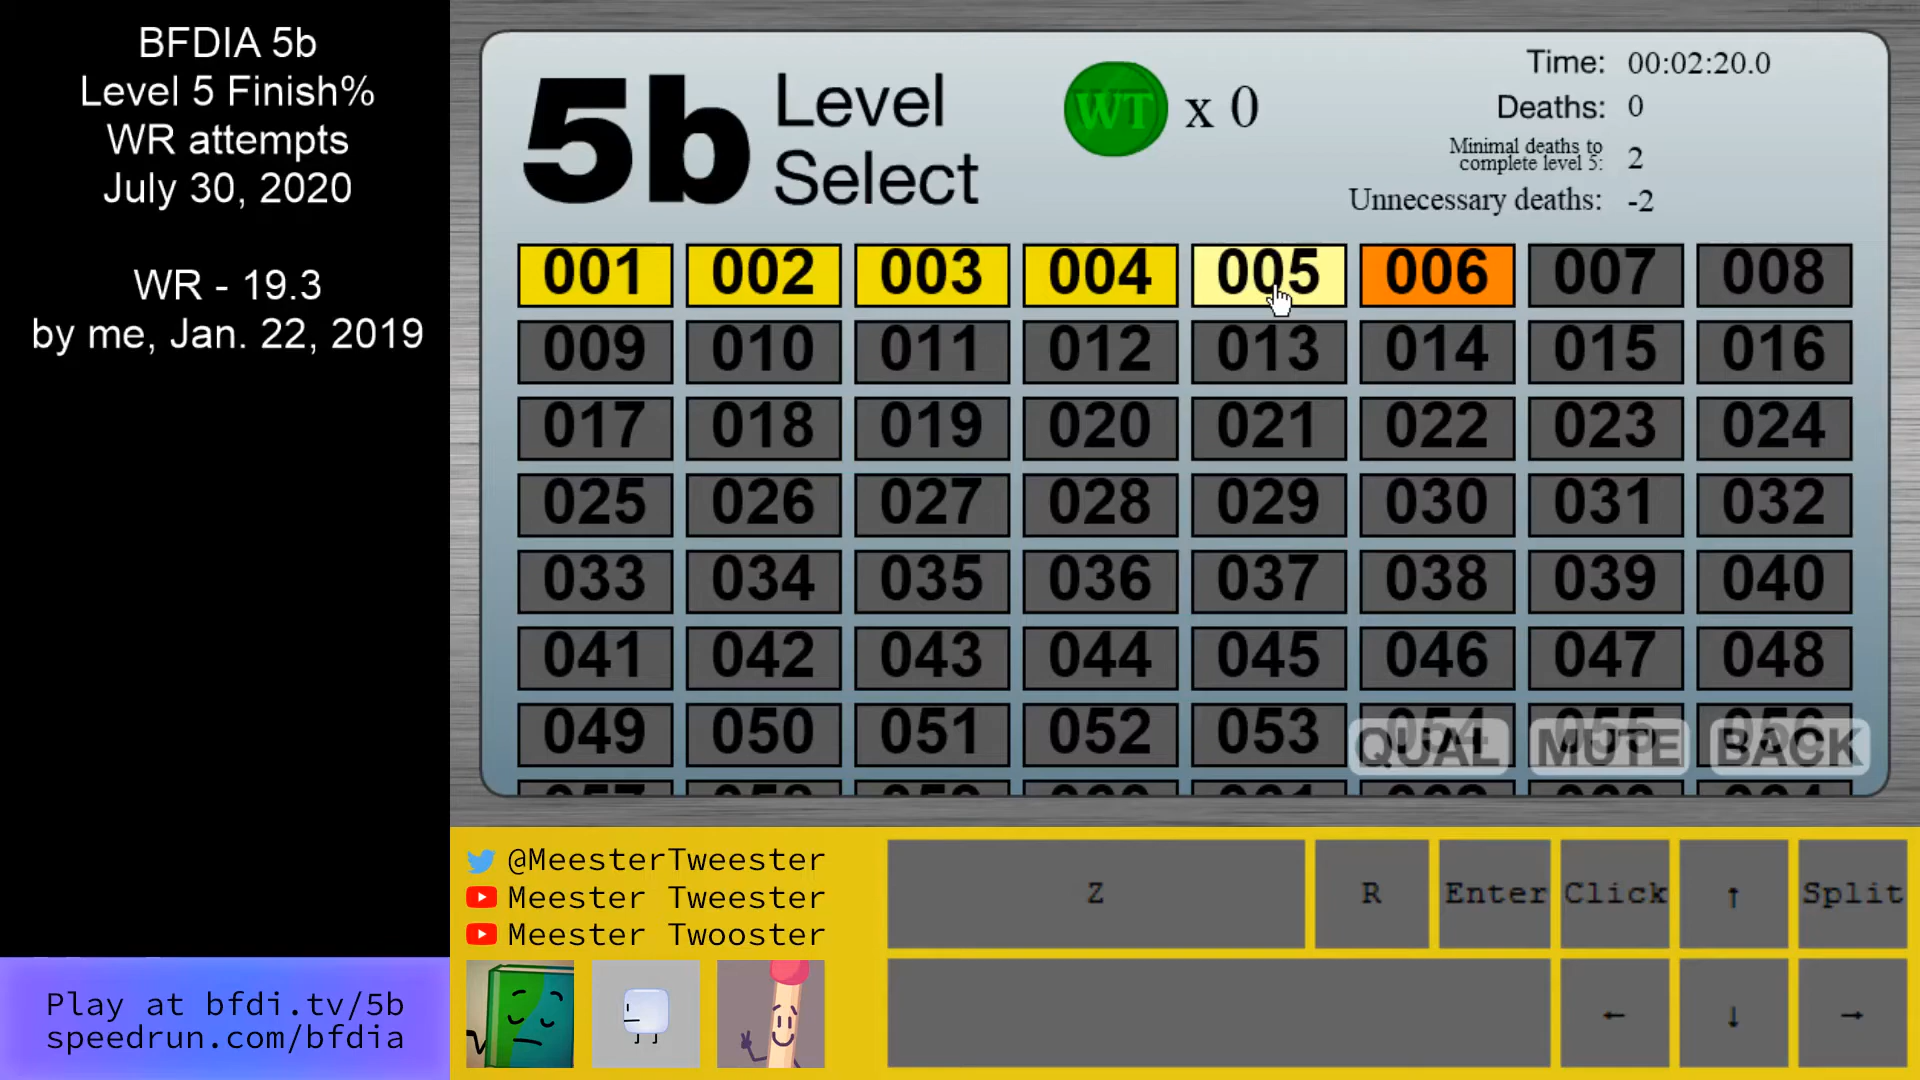 BFDIA 5b
Level 5 Finish%
WR attempts
July 30, 2020
WR - 19.3
by me, Jan. 22, 2019
Play at bfdi.tv/5b
speedrun.com/bfdia
5b Level
Select
WT x 0
Time: 00:02:20.0
Deaths: 0
Minimal deaths to
complete level 5: 2
Unnecessary deaths: -2
001 002 003 004 005 006 007 008
009 010 011 012 013 014 015 016
017 018 019 020 021 022 023 024
025 026 027 028 029 030 031 032
033 034 035 036 037 038 039 040
041 042 043 044 045 046 047 048
049 050 051 052 053 054 055 056
QUAL MUTE BACK
@MeesterTweester
Meester Tweester
Meester Twooster
Z R Enter Click ↑ Split
← ↓ →